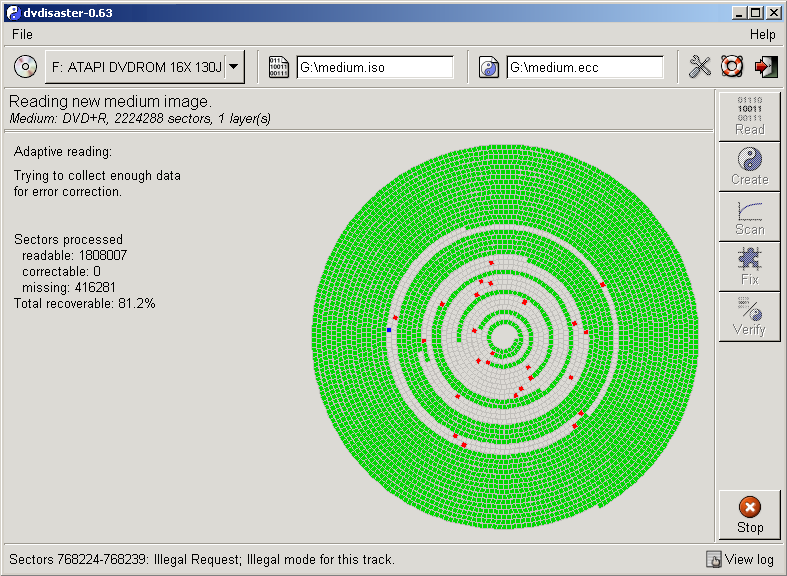 dvdisaster-0.63
File Help
F: ATAPI DVDROM 16X 130J G:\medium.iso G:\medium.ecc
Reading new medium image.
Medium: DVD+R, 2224288 sectors, 1 layer(s)
Adaptive reading:
Trying to collect enough data
for error correction.
Sectors processed
readable: 1808007
correctable: 0
missing: 416281
Total recoverable: 81.2%
01110
10011
00111
Read
Create
Scan
Fix
Verify
Stop
Sectors 768224-768239: Illegal Request; Illegal mode for this track. View log